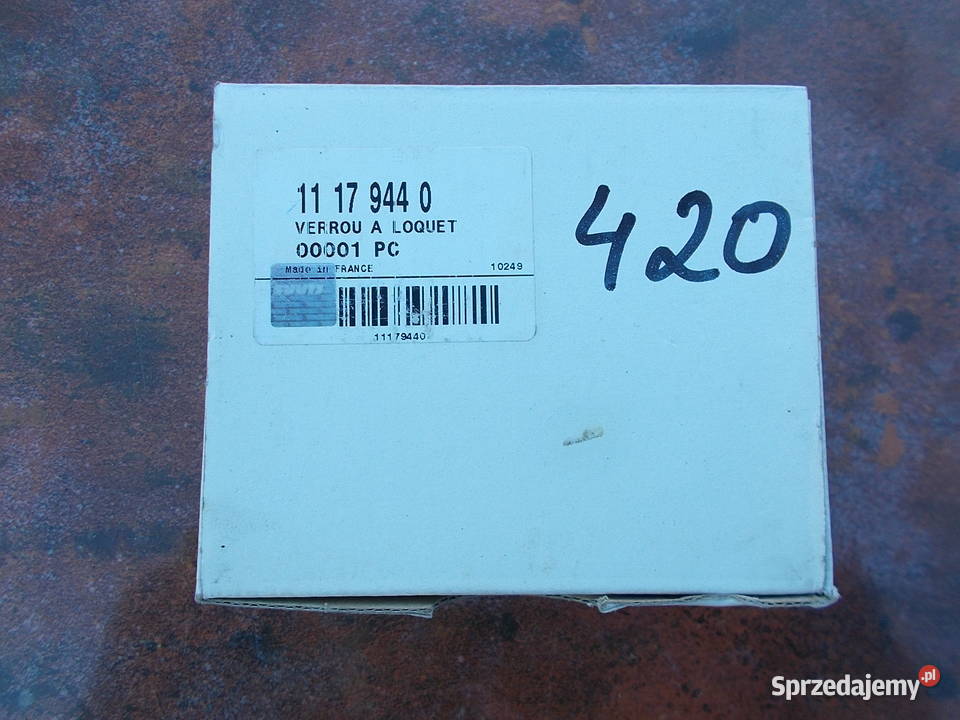 11 17 944 0
VERROU A LOQUET
00001 PC
Made in FRANCE 10249
11179440
420
Sprzedajemy.pl